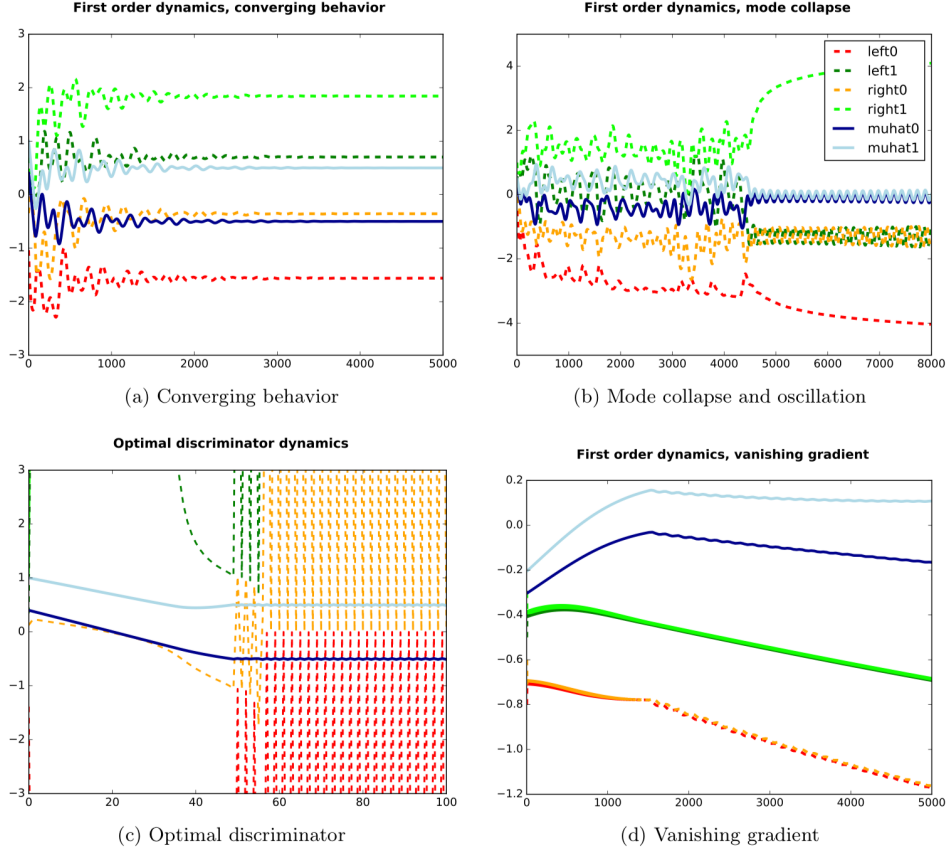 First order dynamics, converging behavior
3
2
1
0
−1
−2
−3
0 1000 2000 3000 4000 5000
(a) Converging behavior
First order dynamics, mode collapse
4
2
0
−2
−4
0 1000 2000 3000 4000 5000 6000 7000 8000
left0
left1
right0
right1
muhat0
muhat1
(b) Mode collapse and oscillation
Optimal discriminator dynamics
3
2
1
0
−1
−2
−3
0 20 40 60 80 100
(c) Optimal discriminator
First order dynamics, vanishing gradient
0.2
0.0
−0.2
−0.4
−0.6
−0.8
−1.0
−1.2
0 1000 2000 3000 4000 5000
(d) Vanishing gradient